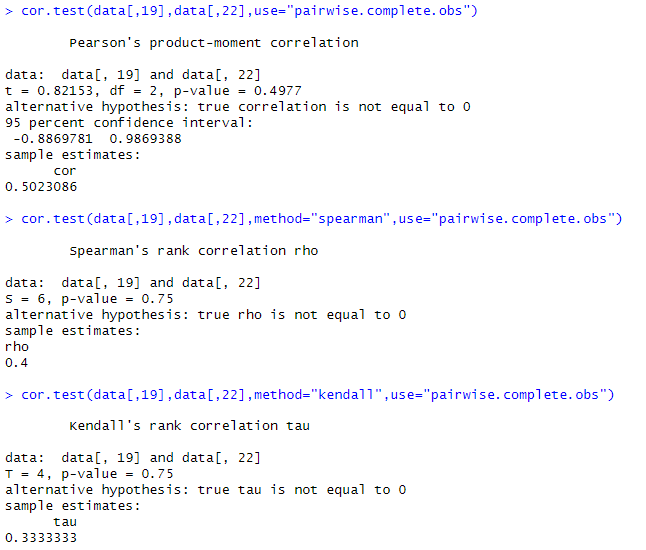 > cor.test(data[,19],data[,22],use="pairwise.complete.obs")
Pearson's product-moment correlation
data:  data[, 19] and data[, 22]
t = 0.82153, df = 2, p-value = 0.4977
alternative hypothesis: true correlation is not equal to 0
95 percent confidence interval:
-0.8869781  0.9869388
sample estimates:
cor
0.5023086
> cor.test(data[,19],data[,22],method="spearman",use="pairwise.complete.obs")
Spearman's rank correlation rho
data:  data[, 19] and data[, 22]
S = 6, p-value = 0.75
alternative hypothesis: true rho is not equal to 0
sample estimates:
rho
0.4
> cor.test(data[,19],data[,22],method="kendall",use="pairwise.complete.obs")
Kendall's rank correlation tau
data:  data[, 19] and data[, 22]
T = 4, p-value = 0.75
alternative hypothesis: true tau is not equal to 0
sample estimates:
tau
0.3333333